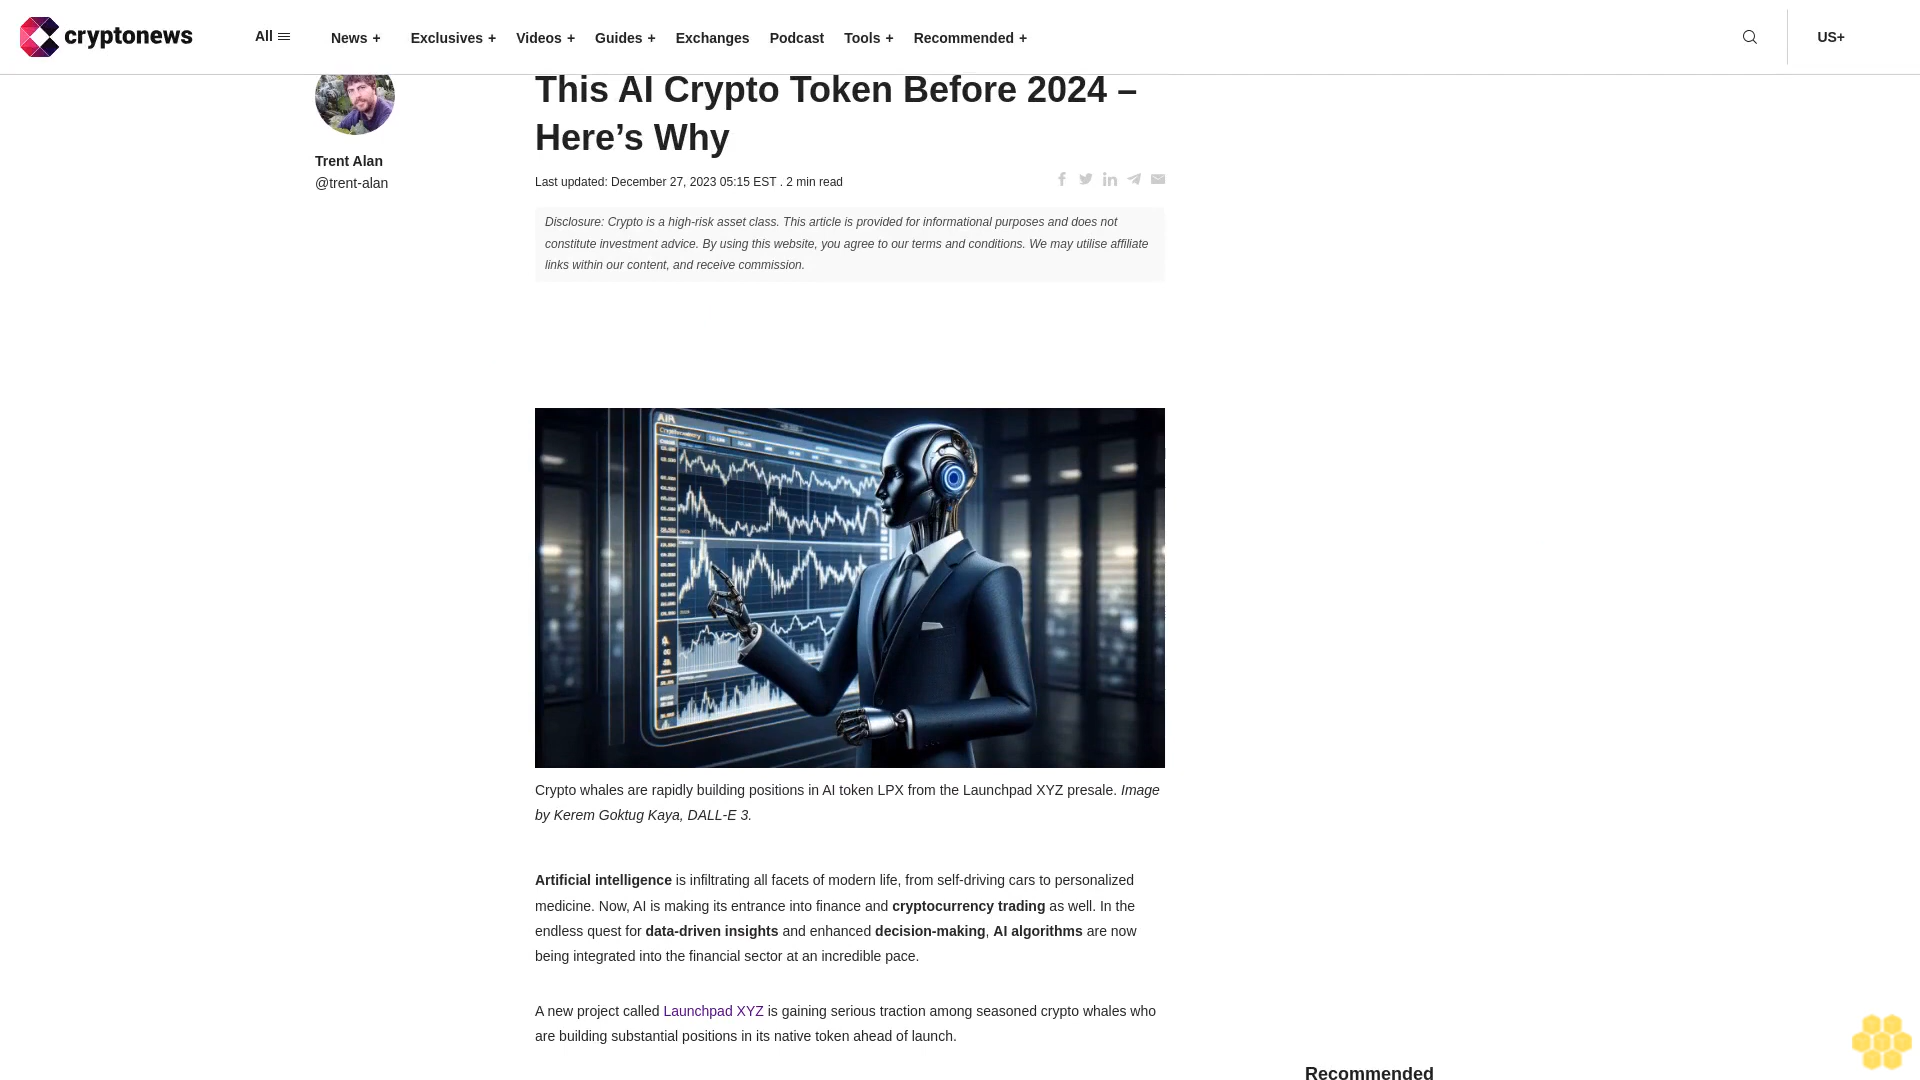 cryptonews
All
News +
Exclusives +
Videos +
Guides +
Exchanges
Podcast
Tools +
Recommended +
US+
This AI Crypto Token Before 2024 –
Here’s Why
Trent Alan
@trent-alan
Last updated: December 27, 2023 05:15 EST . 2 min read
Disclosure: Crypto is a high-risk asset class. This article is provided for informational purposes and does not
constitute investment advice. By using this website, you agree to our terms and conditions. We may utilise affiliate
links within our content, and receive commission.
AIR
Crypto whales are rapidly building positions in AI token LPX from the Launchpad XYZ presale. Image
by Kerem Goktug Kaya, DALL-E 3.
Artificial intelligence is infiltrating all facets of modern life, from self-driving cars to personalized
medicine. Now, AI is making its entrance into finance and cryptocurrency trading as well. In the
endless quest for data-driven insights and enhanced decision-making, AI algorithms are now
being integrated into the financial sector at an incredible pace.
A new project called Launchpad XYZ is gaining serious traction among seasoned crypto whales who
are building substantial positions in its native token ahead of launch.
Recommended